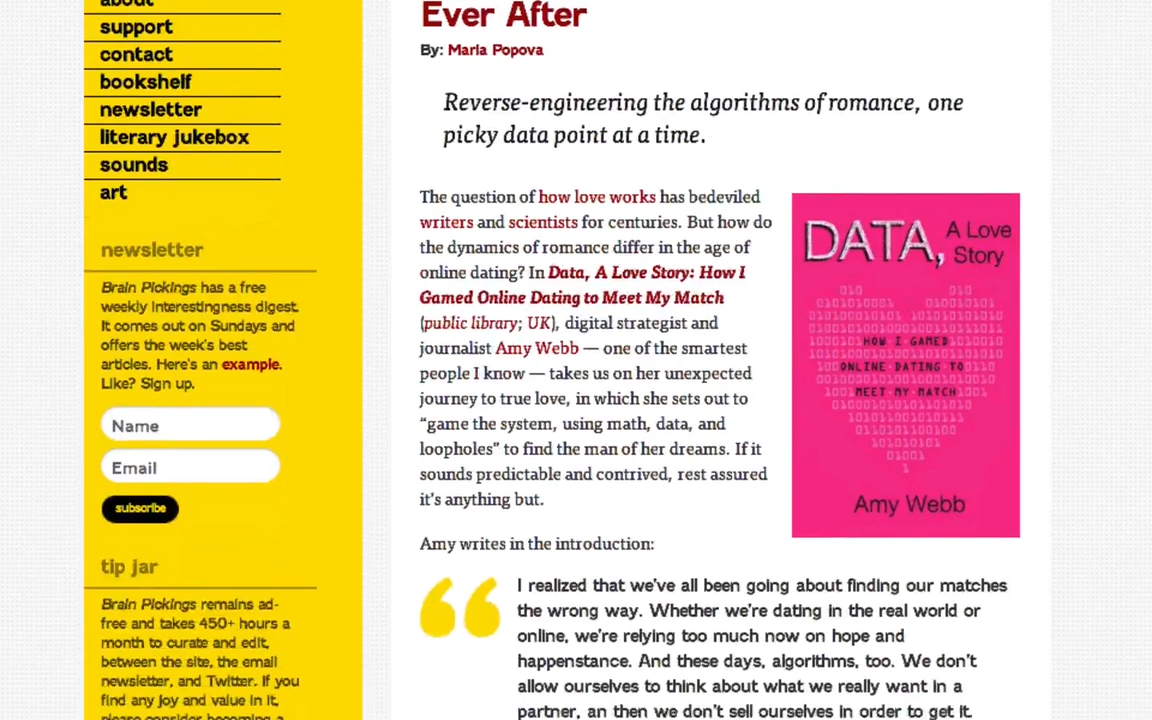 about
support
contact
bookshelf
newsletter
literary jukebox
sounds
art
newsletter
Brain Pickings has a free
weekly interestingness digest.
It comes out on Sundays and
offers the week's best
articles. Here's an example.
Like? Sign up.
Name
Email
subscribe
tip jar
Brain Pickings remains ad-
free and takes 450+ hours a
month to curate and edit,
between the site, the email
newsletter, and Twitter. If you
find any joy and value in it,
please consider becoming a
Ever After
By: Maria Popova
Reverse-engineering the algorithms of romance, one
picky data point at a time.
The question of how love works has bedeviled
writers and scientists for centuries. But how do
the dynamics of romance differ in the age of
online dating? In Data, A Love Story: How I
Gamed Online Dating to Meet My Match
(public library; UK), digital strategist and
journalist Amy Webb — one of the smartest
people I know — takes us on her unexpected
journey to true love, in which she sets out to
“game the system, using math, data, and
loopholes” to find the man of her dreams. If it
sounds predictable and contrived, rest assured
it's anything but.
DATA, A Love
Story
HOW I GAMED
ONLINE DATING TO
MEET MY MATCH
Amy Webb
Amy writes in the introduction:
“
I realized that we've all been going about finding our matches
the wrong way. Whether we're dating in the real world or
online, we're relying too much now on hope and
happenstance. And these days, algorithms, too. We don't
allow ourselves to think about what we really want in a
partner, an then we don't sell ourselves in order to get it.